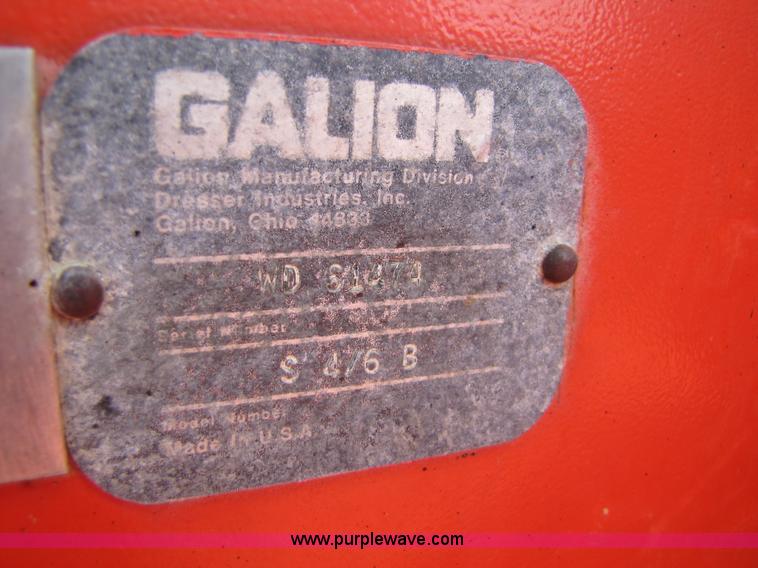 GALION
Galion Manufacturing Division
Dresser Industries, Inc.
Galion, Ohio 44833
WD 61474
Serial Number
S 4/6 B
Model Number
Made In U.S.A.
www.purplewave.com